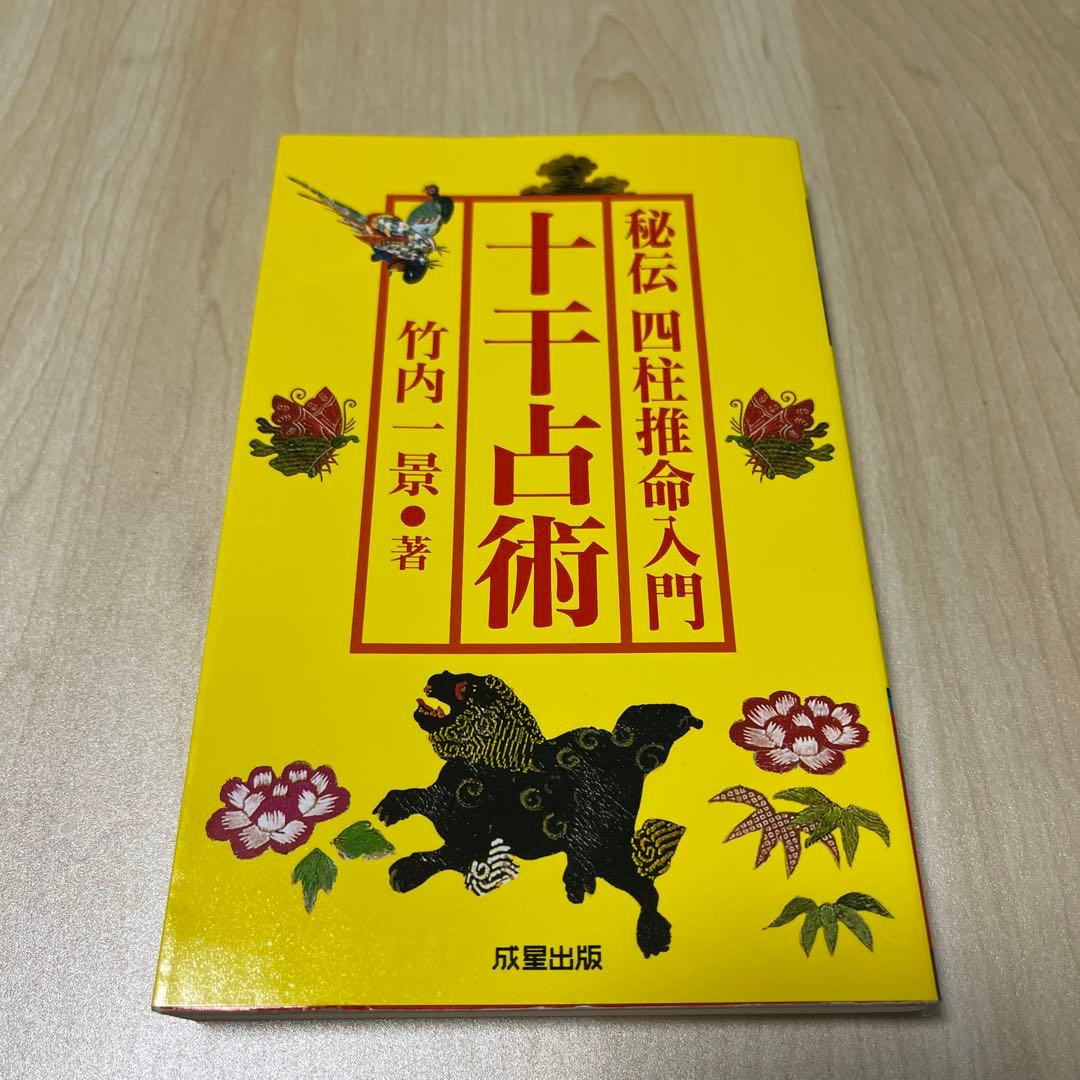 秘伝 四柱推命入門
十干占術
竹内一景●著
成星出版